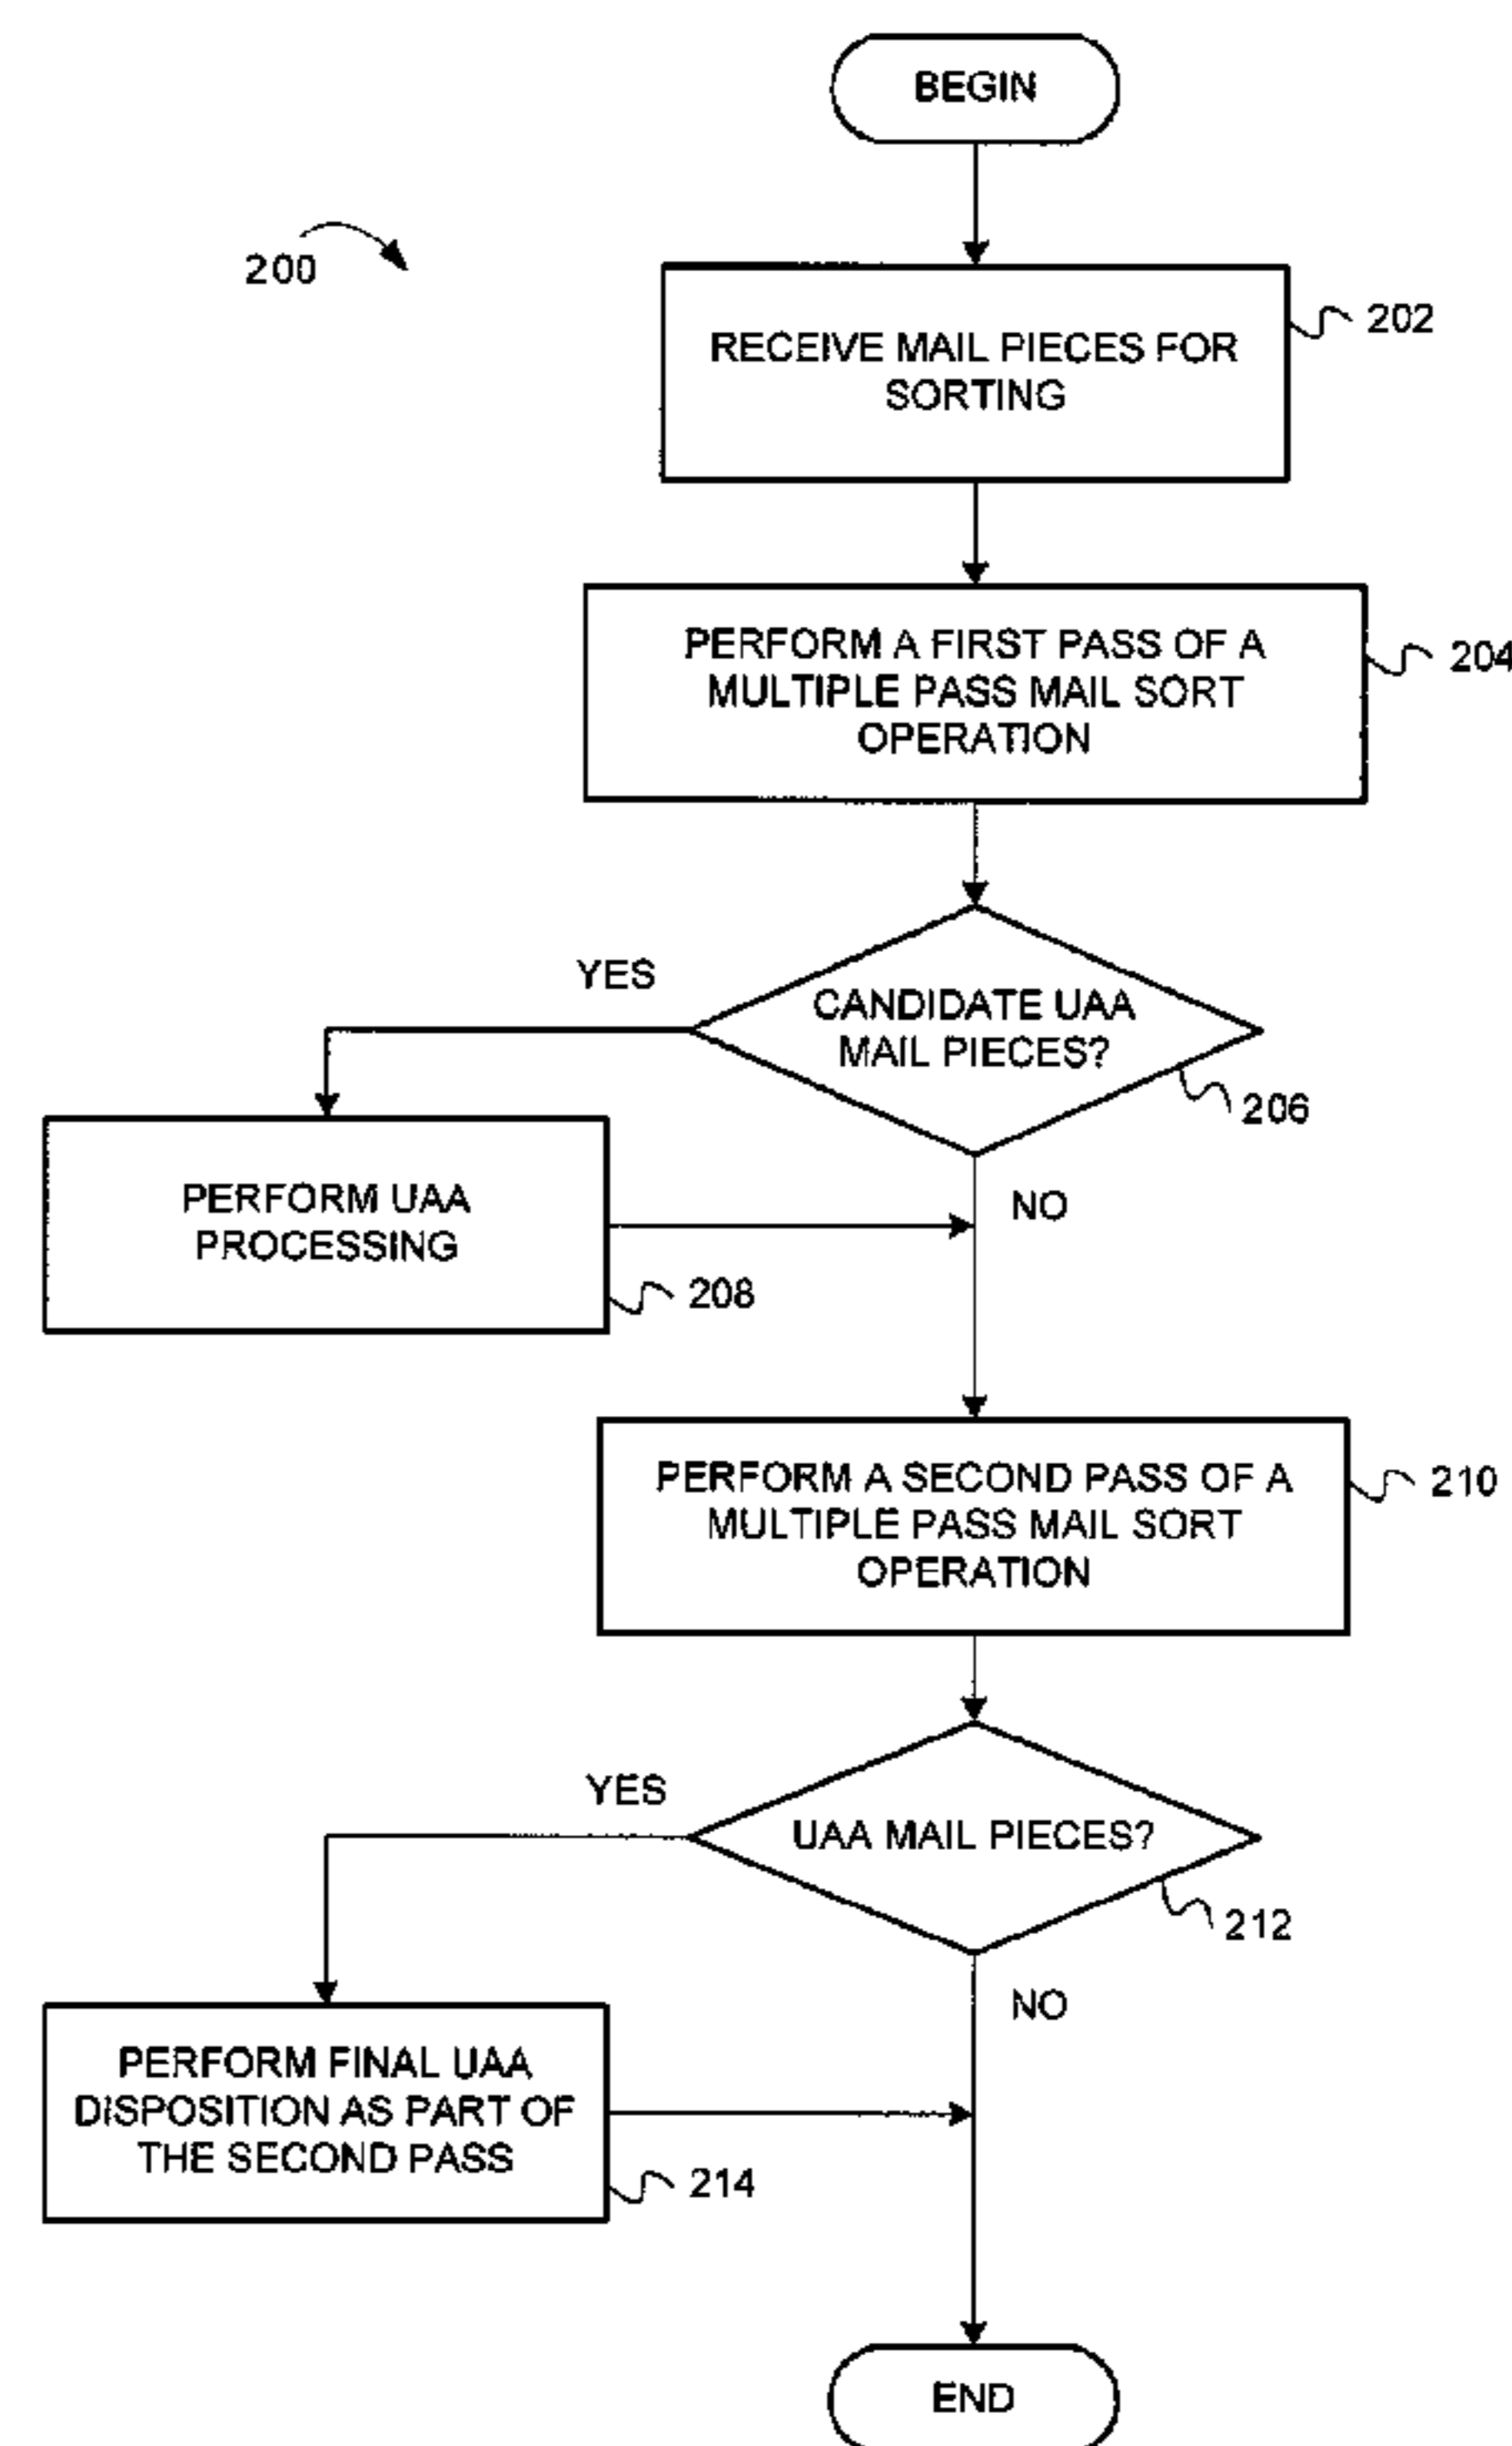 BEGIN
200
RECEIVE MAIL PIECES FOR
SORTING
202
PERFORM A FIRST PASS OF A
MULTIPLE PASS MAIL SORT
OPERATION
204
YES
CANDIDATE UAA
MAIL PIECES?
206
NO
PERFORM UAA
PROCESSING
208
PERFORM A SECOND PASS OF A
MULTIPLE PASS MAIL SORT
OPERATION
210
YES
UAA MAIL PIECES?
212
NO
PERFORM FINAL UAA
DISPOSITION AS PART OF
THE SECOND PASS
214
END